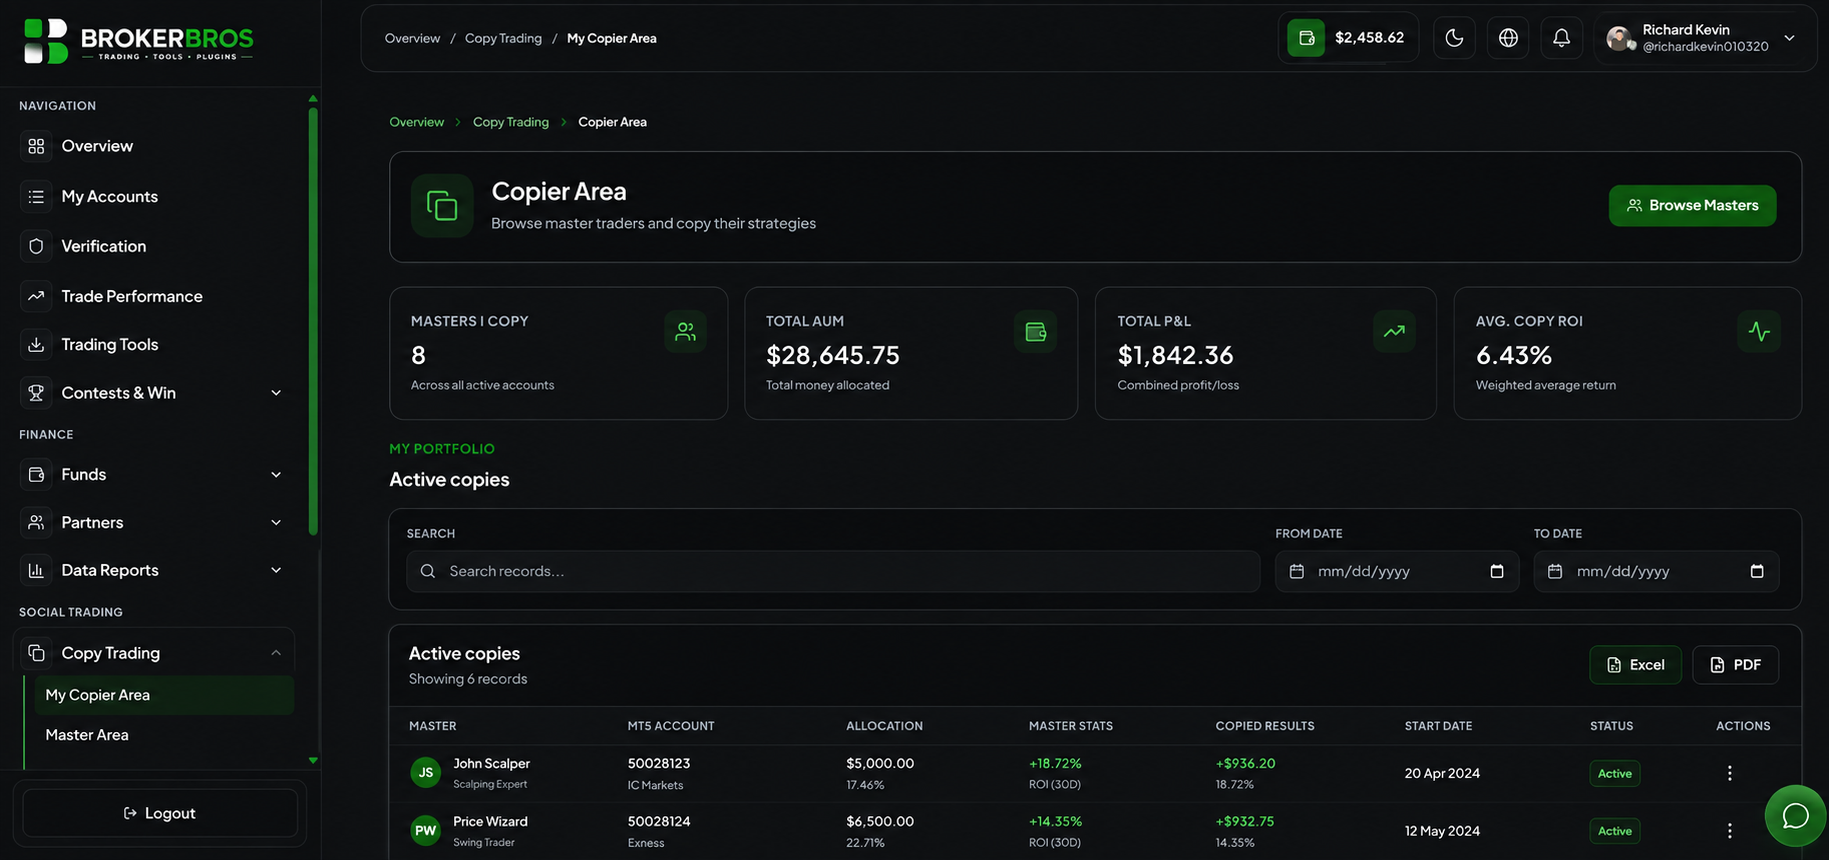 BROKERBROS
TRADING • TOOLS • PLUGINS
Overview / Copy Trading / My Copier Area
$2,458.62
Richard Kevin
@richardkevin010320
NAVIGATION
Overview
My Accounts
Verification
Trade Performance
Trading Tools
Contests & Win
FINANCE
Funds
Partners
Data Reports
SOCIAL TRADING
Copy Trading
My Copier Area
Master Area
Logout
Overview > Copy Trading > Copier Area
Copier Area
Browse master traders and copy their strategies
Browse Masters
MASTERS I COPY
8
Across all active accounts
TOTAL AUM
$28,645.75
Total money allocated
TOTAL P&L
$1,842.36
Combined profit/loss
AVG. COPY ROI
6.43%
Weighted average return
MY PORTFOLIO
Active copies
SEARCH
Search records...
FROM DATE
mm/dd/yyyy
TO DATE
mm/dd/yyyy
Active copies
Showing 6 records
Excel
PDF
MASTER MT5 ACCOUNT ALLOCATION MASTER STATS COPIED RESULTS START DATE STATUS ACTIONS
JS John Scalper 50028123 $5,000.00 +18.72% +$936.20 20 Apr 2024 Active
Scalping Expert IC Markets 17.46% ROI (30D) 18.72%
PW Price Wizard 50028124 $6,500.00 +14.35% +$932.75 12 May 2024 Active
Swing Trader Exness 22.71% ROI (30D) 14.35%